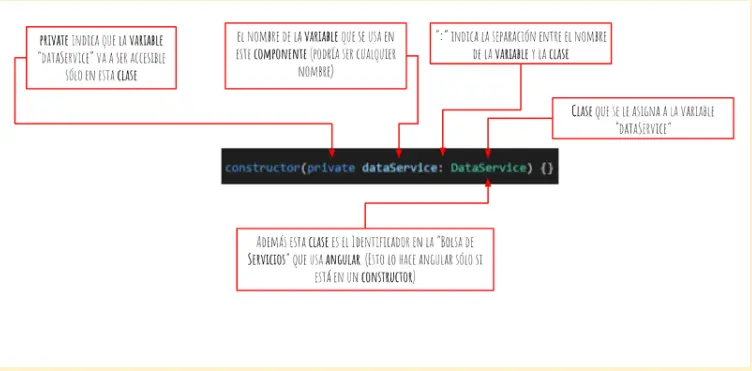 private indica que la variable
"dataService" va a ser accesible
sólo en esta clase
el nombre de la variable que se usa en
este componente (podría ser cualquier
nombre)
":" indica la separación entre el nombre
de la variable y la clase
Clase que se le asigna a la variable
"dataService"
constructor(private dataService: DataService) {}
Además esta clase es el Identificador en la "Bolsa de
Servicios" que usa angular (Esto lo hace angular sólo si
está en un constructor)